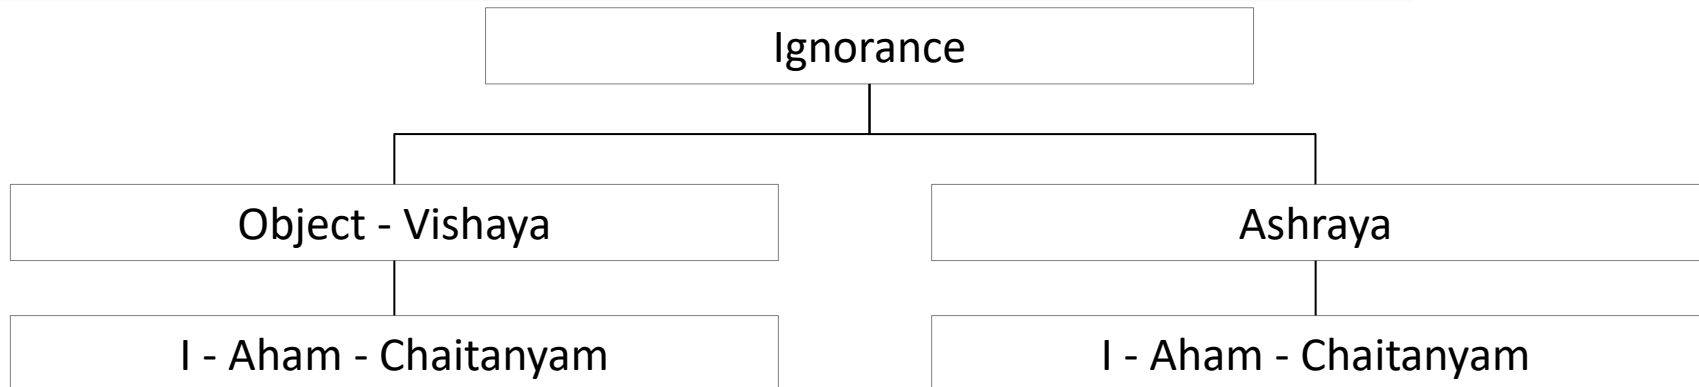 Ignorance
Object - Vishaya
Ashraya
I - Aham - Chaitanyam
I - Aham - Chaitanyam